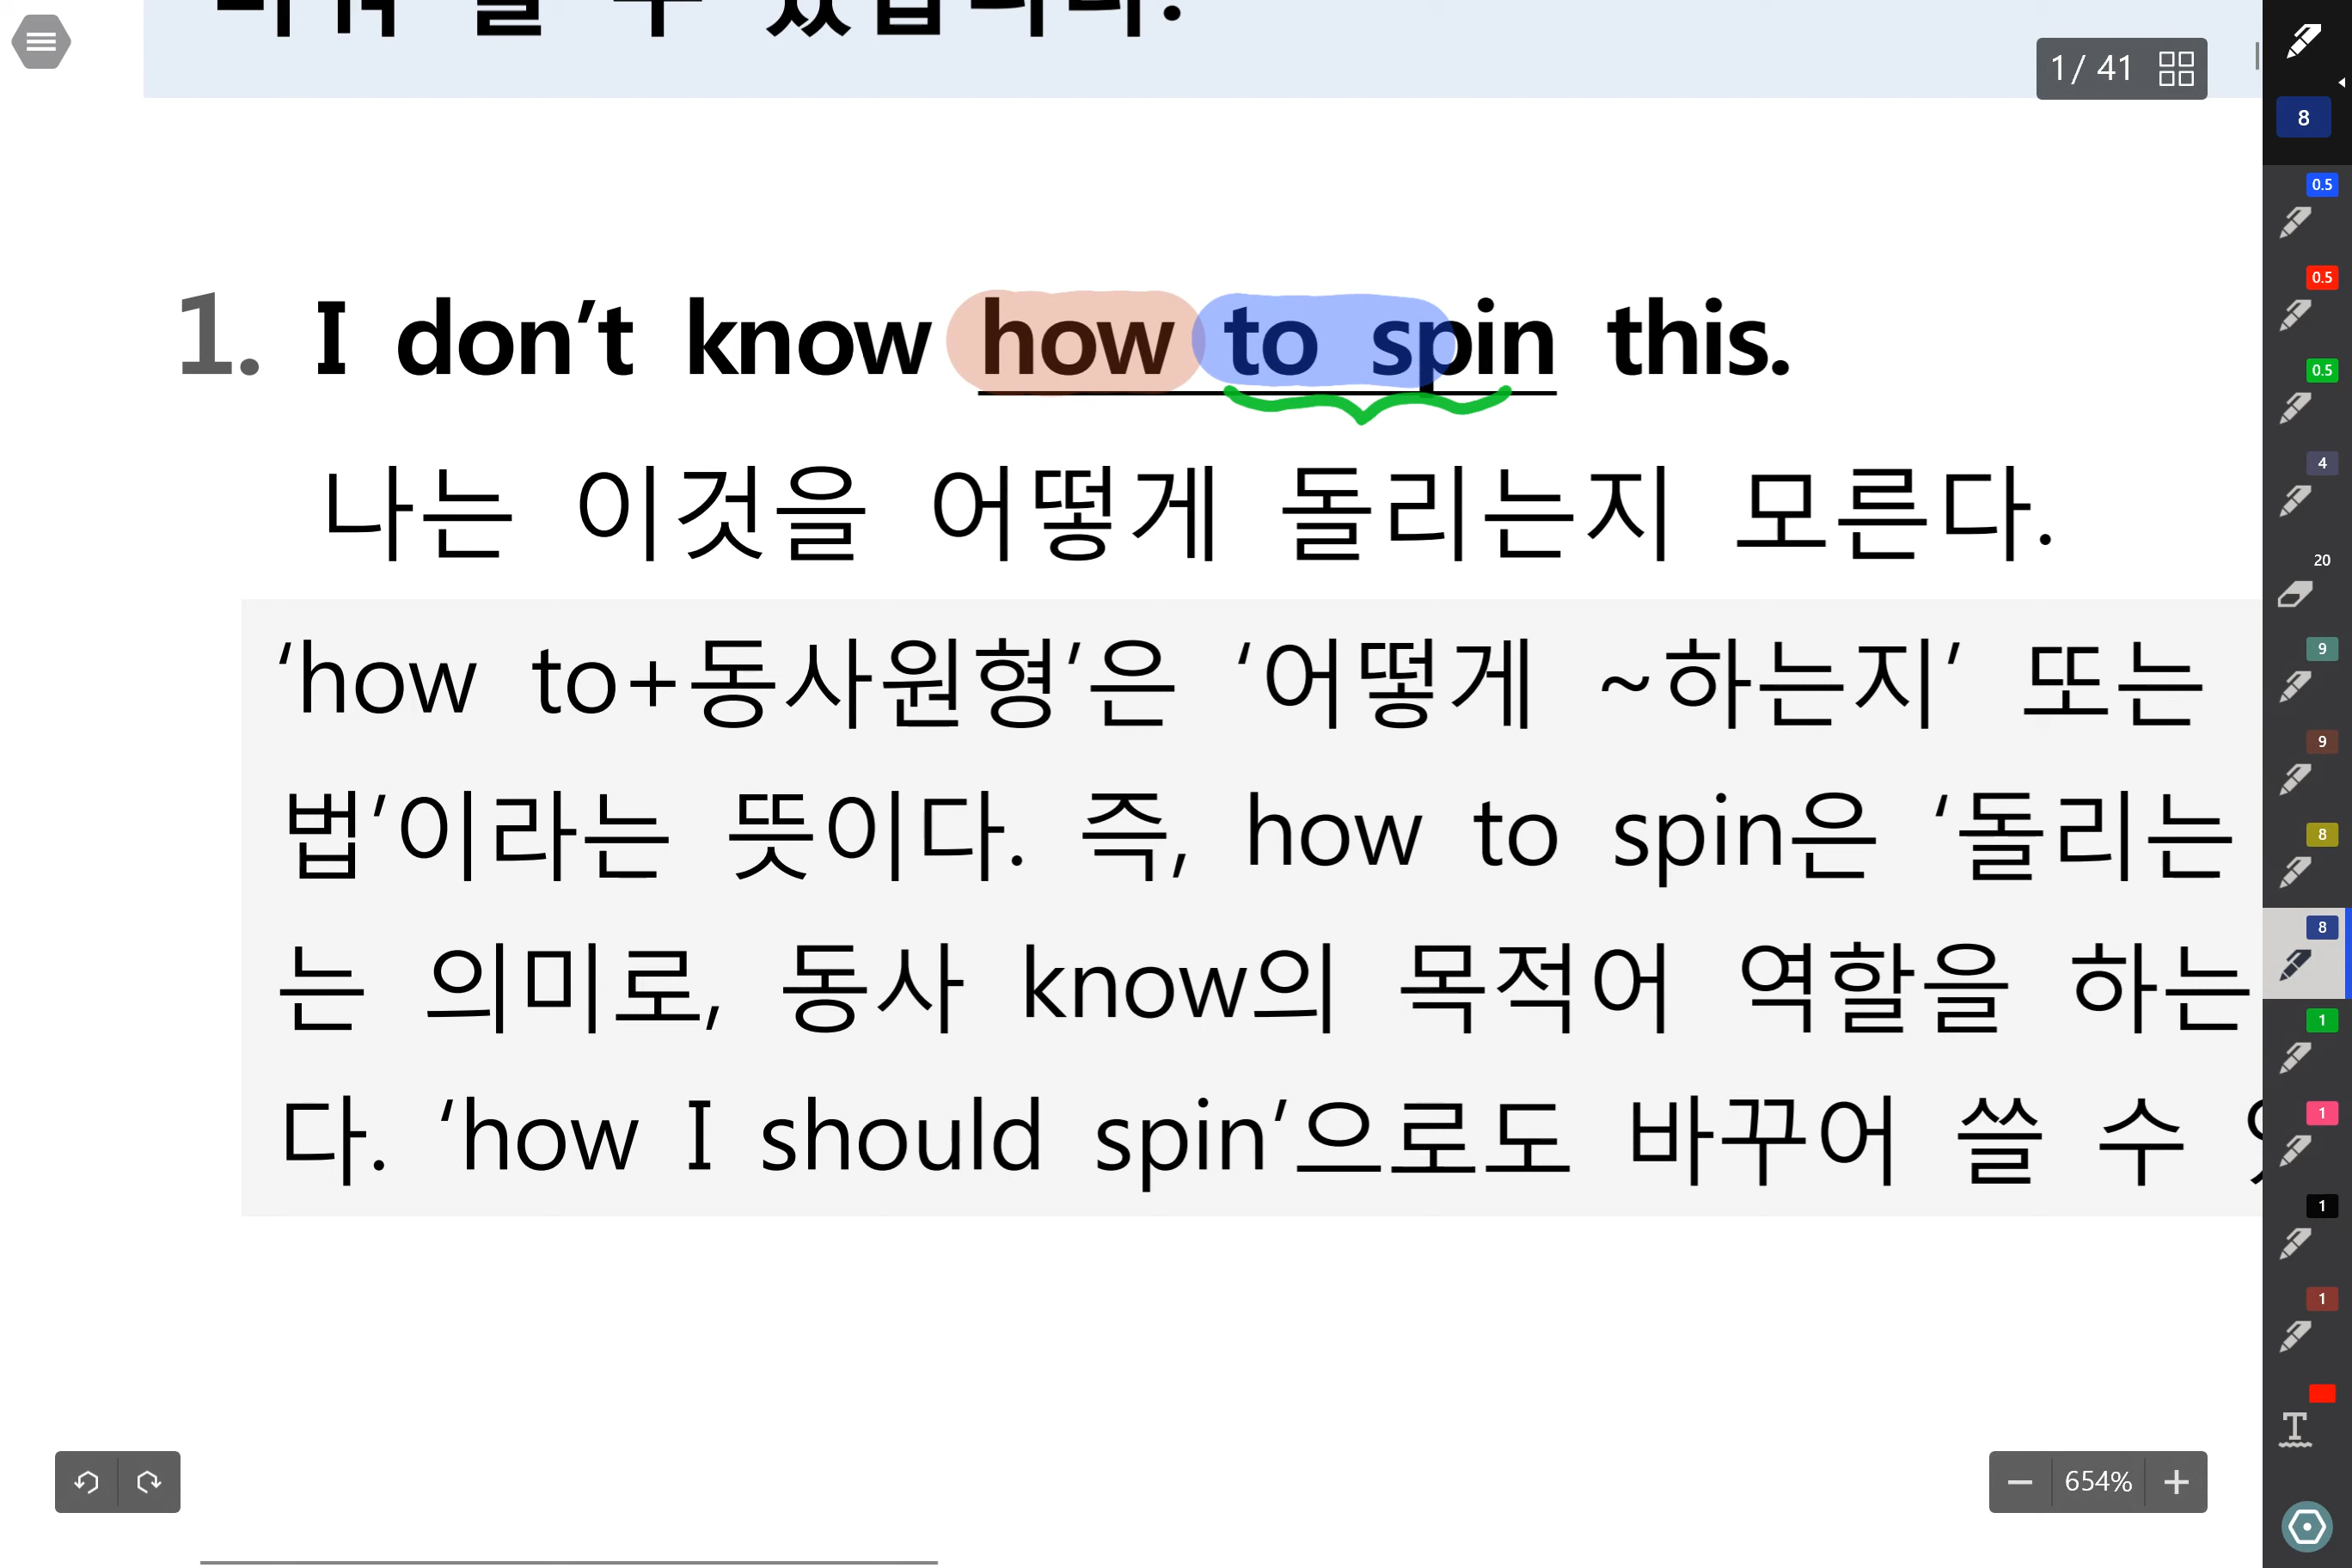 1/ 41
8
1. I don’t know how to spin this.
나는 이것을 어떻게 돌리는지 모른다.
‘how to+동사원형’은 ‘어떻게 ~하는지’ 또는
법’이라는 뜻이다. 즉, how to spin은 ‘돌리는
는 의미로, 동사 know의 목적어 역할을 하는
다. ‘how I should spin’으로도 바꾸어 쓸 수
0.5
0.5
0.5
4
20
9
9
8
8
1
1
1
1
654%